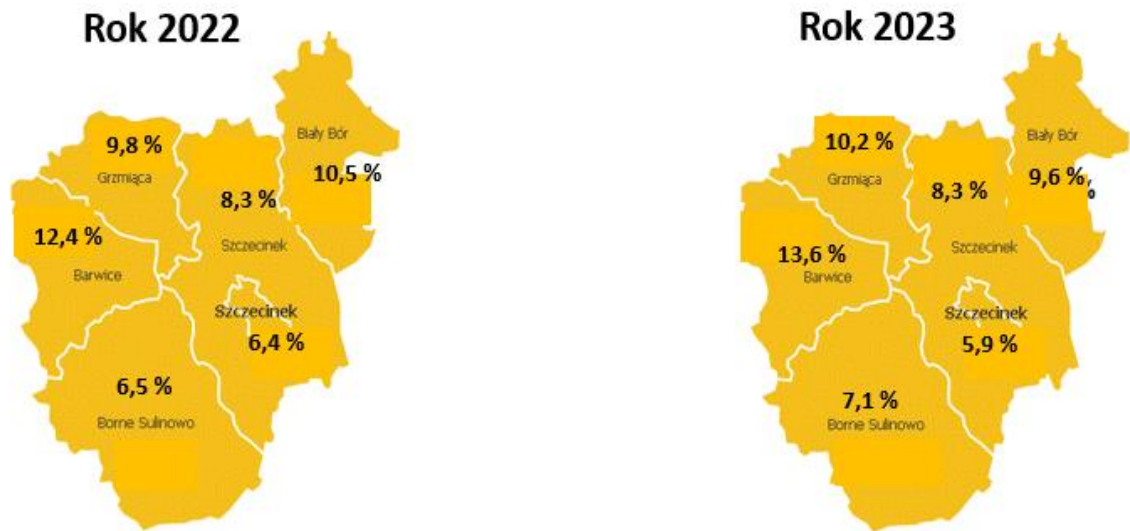 Rok 2022
Biały Bór
9,8 %
10,5 %
Grzmiąca
8,3 %
12,4 %
Szczecinek
Barwice
Szczecinek
6,4 %
6,5 %
Borne Sulinowo
Rok 2023
Biały Bór
10,2 %
9,6 %
%
Grzmiąca
8,3 %
13,6 %
Szczecinek
Barwice
Szczecinek
5,9 %
7,1 %
Borne Sulinowo